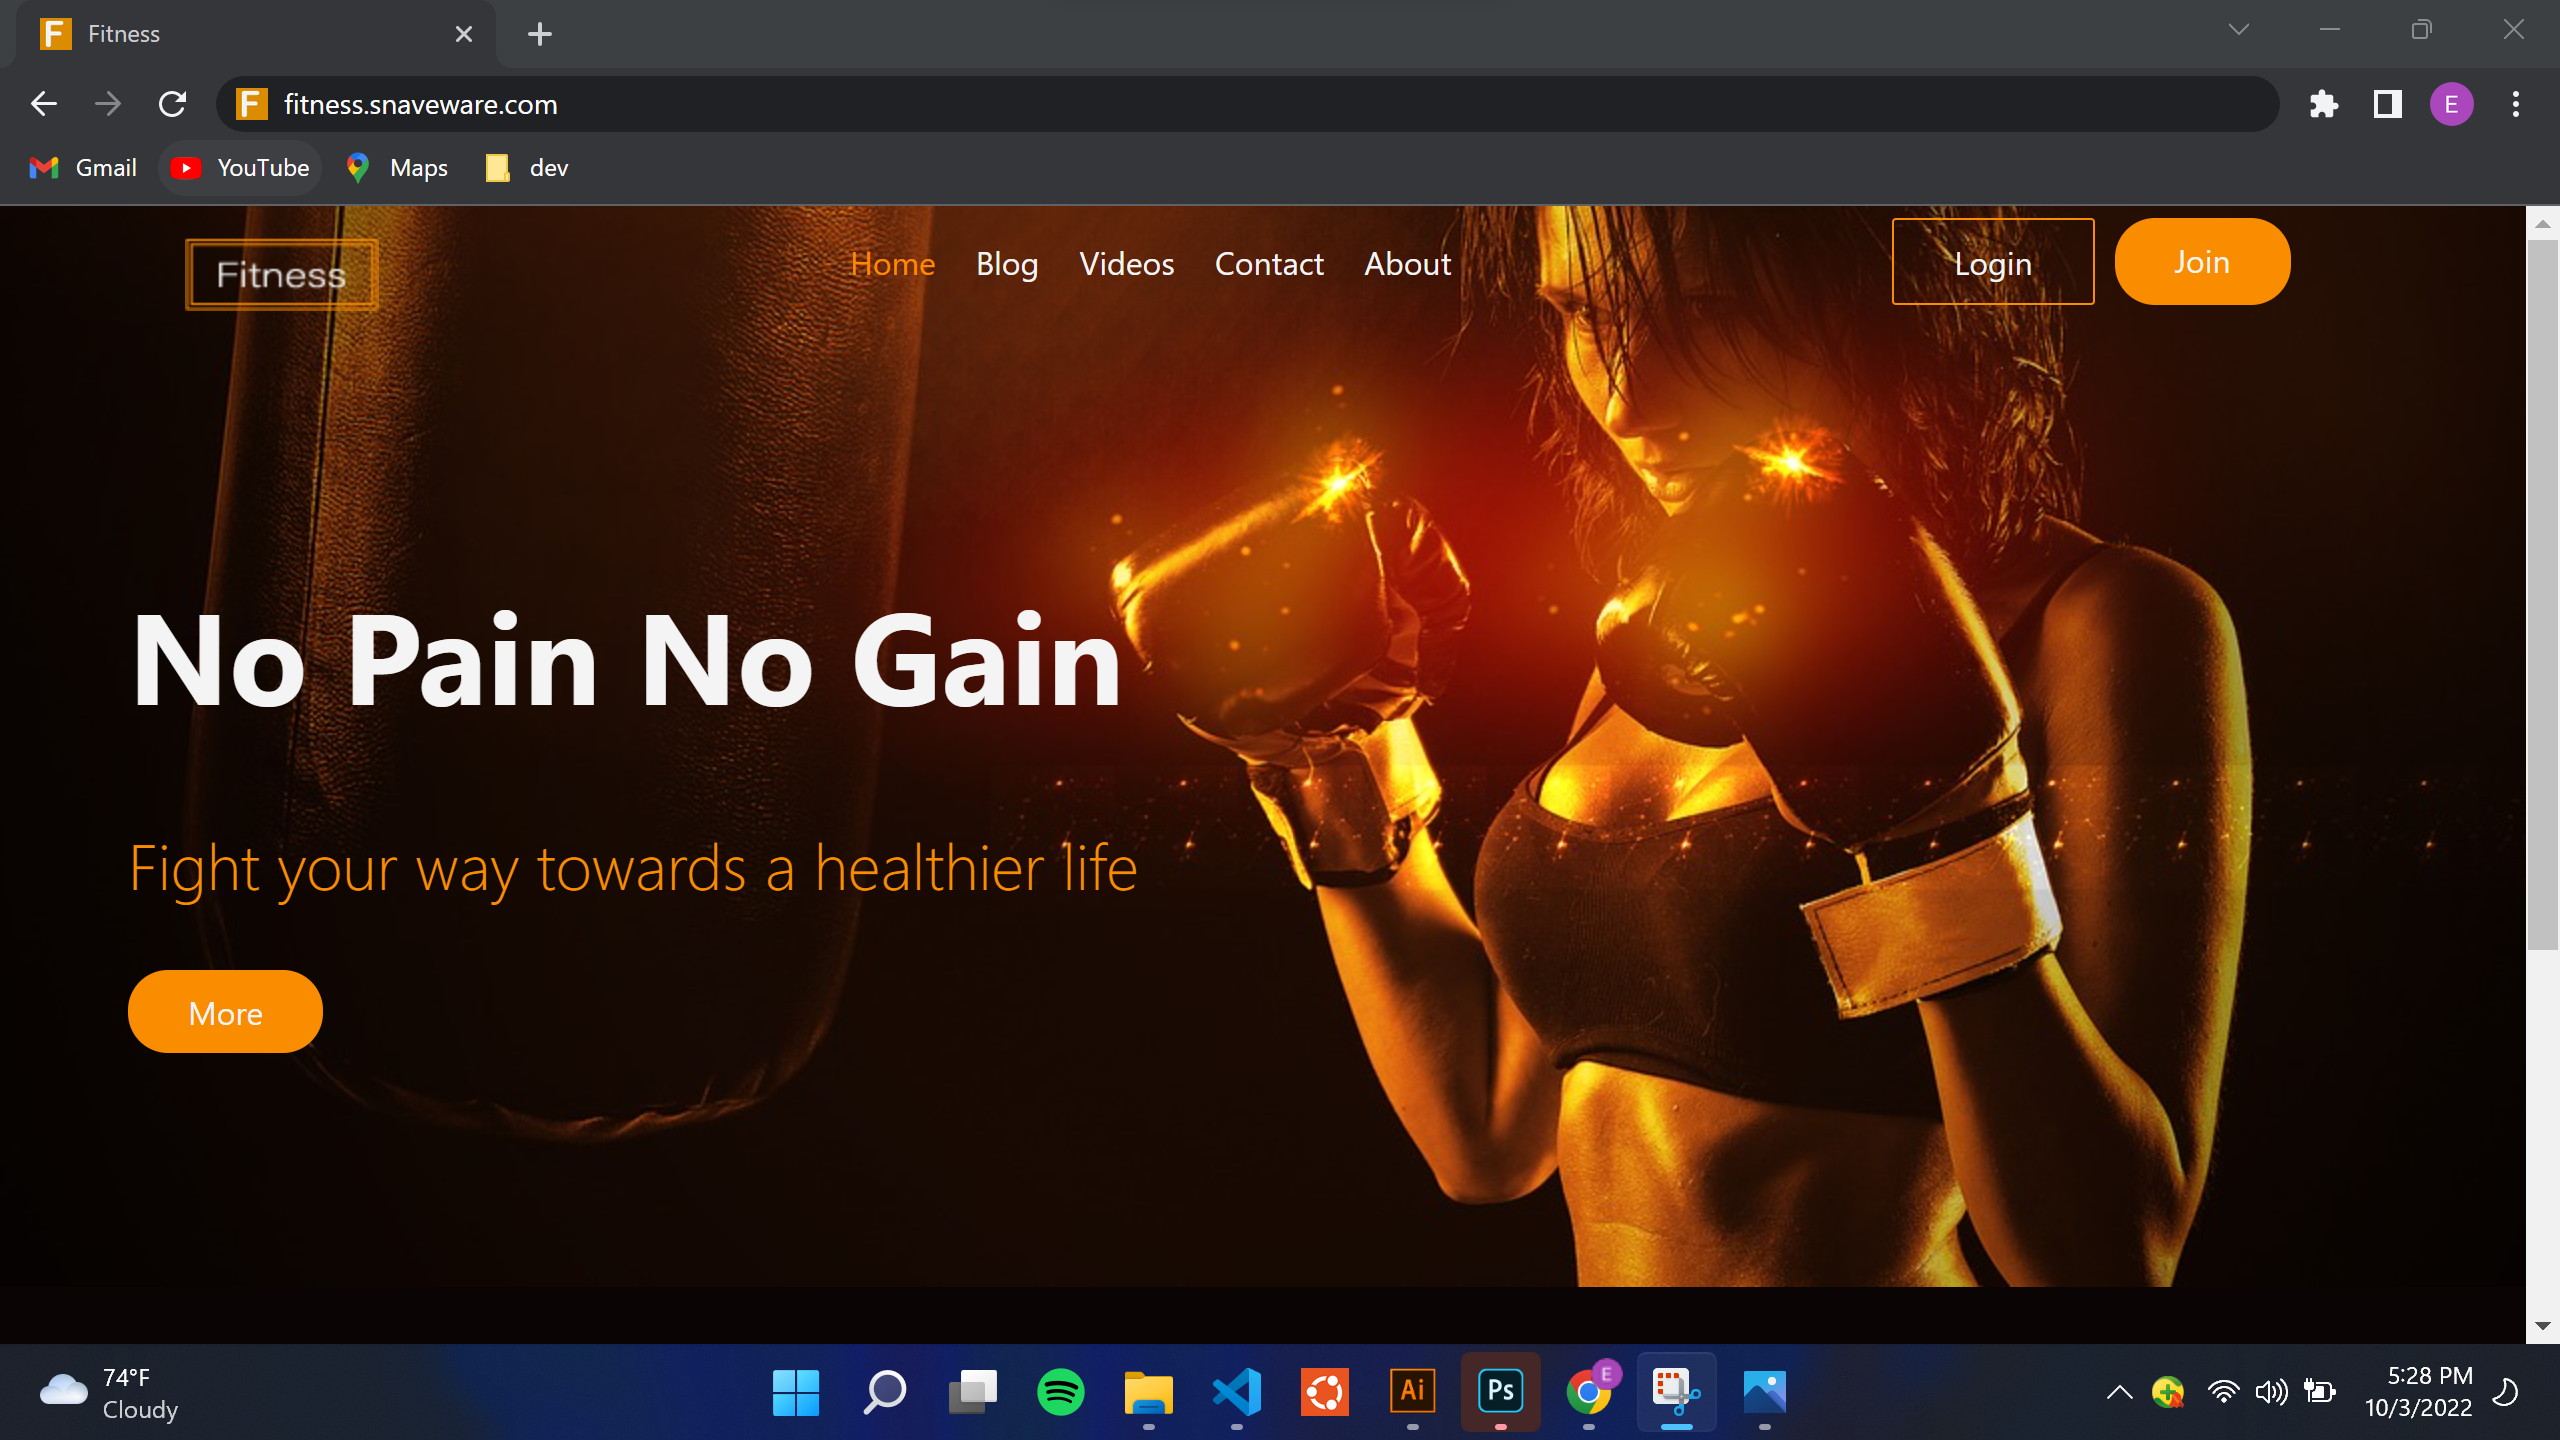 Fitness
fitness.snaveware.com
E
Gmail YouTube Maps dev
Fitness Home Blog Videos Contact About Login Join
No Pain No Gain
Fight your way towards a healthier life
More
74°F
Cloudy
Ai Ps E
5:28 PM
10/3/2022